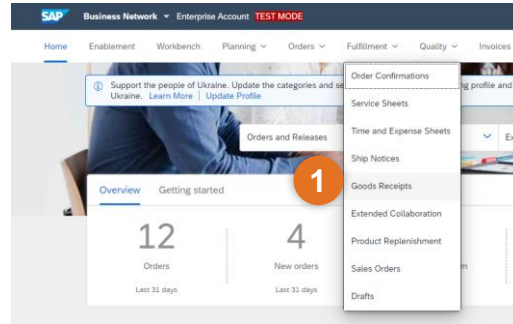 SAP Business Network Enterprise Account TEST MODE
Home Enablement Workbench Planning Orders Fulfillment Quality Invoices
Support the people of Ukraine. Update the categories and se
g profile and
Ukraine. Learn More | Update Profile
Orders and Releases
Order Confirmations
Service Sheets
Time and Expense Sheets
Ship Notices
Goods Receipts
Extended Collaboration
Product Replenishment
Sales Orders
Drafts
1
Overview Getting started
12
Orders
Last 31 days
4
New orders
Last 31 days